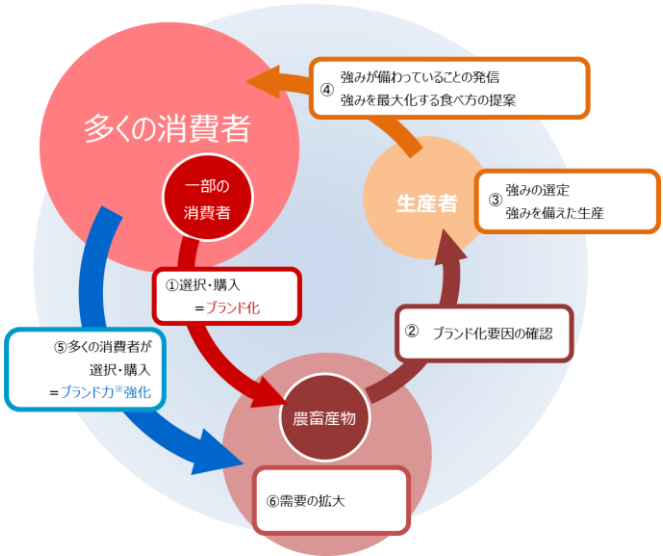 多くの消費者
一部の
消費者
①選択・購入
＝ブランド化
農畜産物
② ブランド化要因の確認
生産者
③ 強みの選定
強みを備えた生産
④ 強みが備わっていることの発信
強みを最大化する食べ方の提案
⑤多くの消費者が
選択・購入
＝ブランド力※強化
⑥需要の拡大